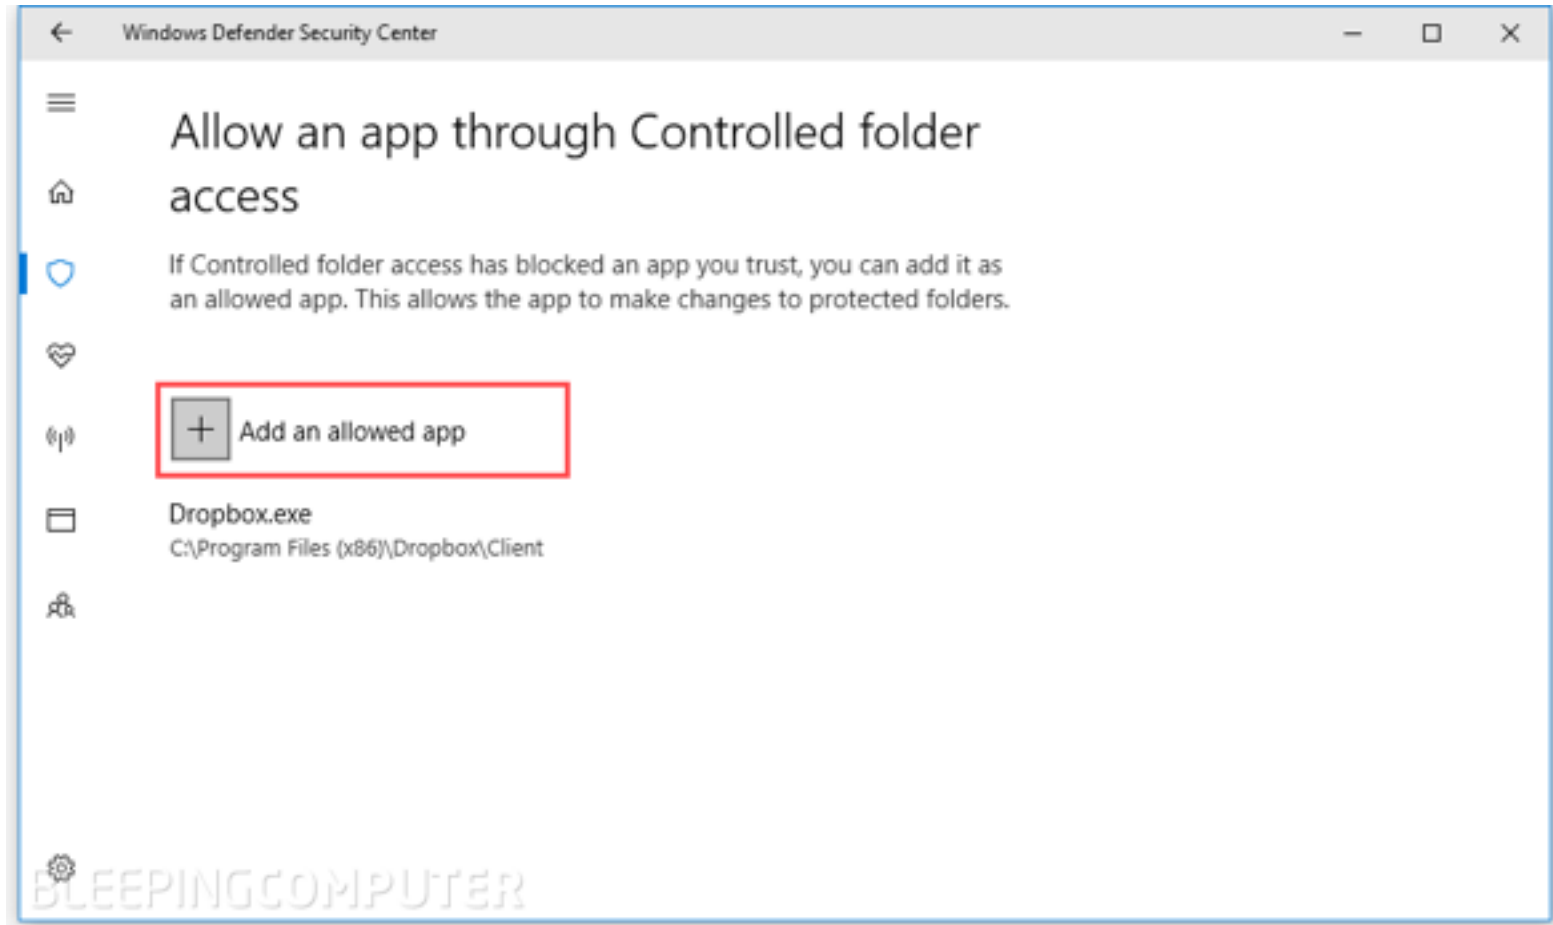 Windows Defender Security Center
Allow an app through Controlled folder
access
If Controlled folder access has blocked an app you trust, you can add it as
an allowed app. This allows the app to make changes to protected folders.
Add an allowed app
Dropbox.exe
C:\Program Files (x86)\Dropbox\Client
BLEEPINGCOMPUTER